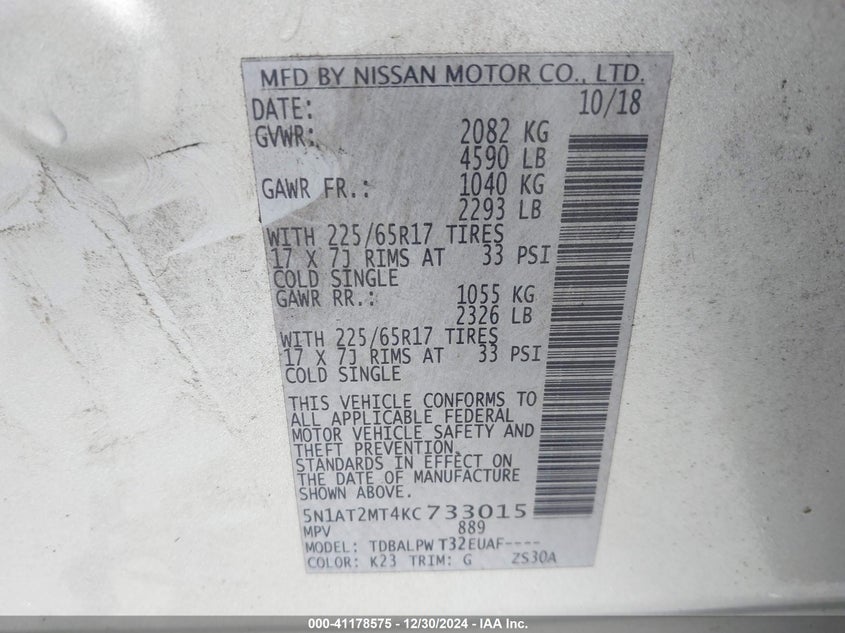 MFD BY NISSAN MOTOR CO., LTD.
DATE: 10/18
GVWR: 2082 KG
4590 LB
GAWR FR.: 1040 KG
2293 LB
WITH 225/65R17 TIRES
17 X 7J RIMS AT 33 PSI
COLD SINGLE
GAWR RR.: 1055 KG
2326 LB
WITH 225/65R17 TIRES
17 X 7J RIMS AT 33 PSI
COLD SINGLE
THIS VEHICLE CONFORMS TO
ALL APPLICABLE FEDERAL
MOTOR VEHICLE SAFETY AND
THEFT PREVENTION
STANDARDS IN EFFECT ON
THE DATE OF MANUFACTURE
SHOWN ABOVE.
5N1AT2MT4KC733015
MPV 889
MODEL: TDBALPW T32EUAF----
COLOR: K23 TRIM: G ZS30A
000-41178575 - 12/30/2024 - IAA Inc.